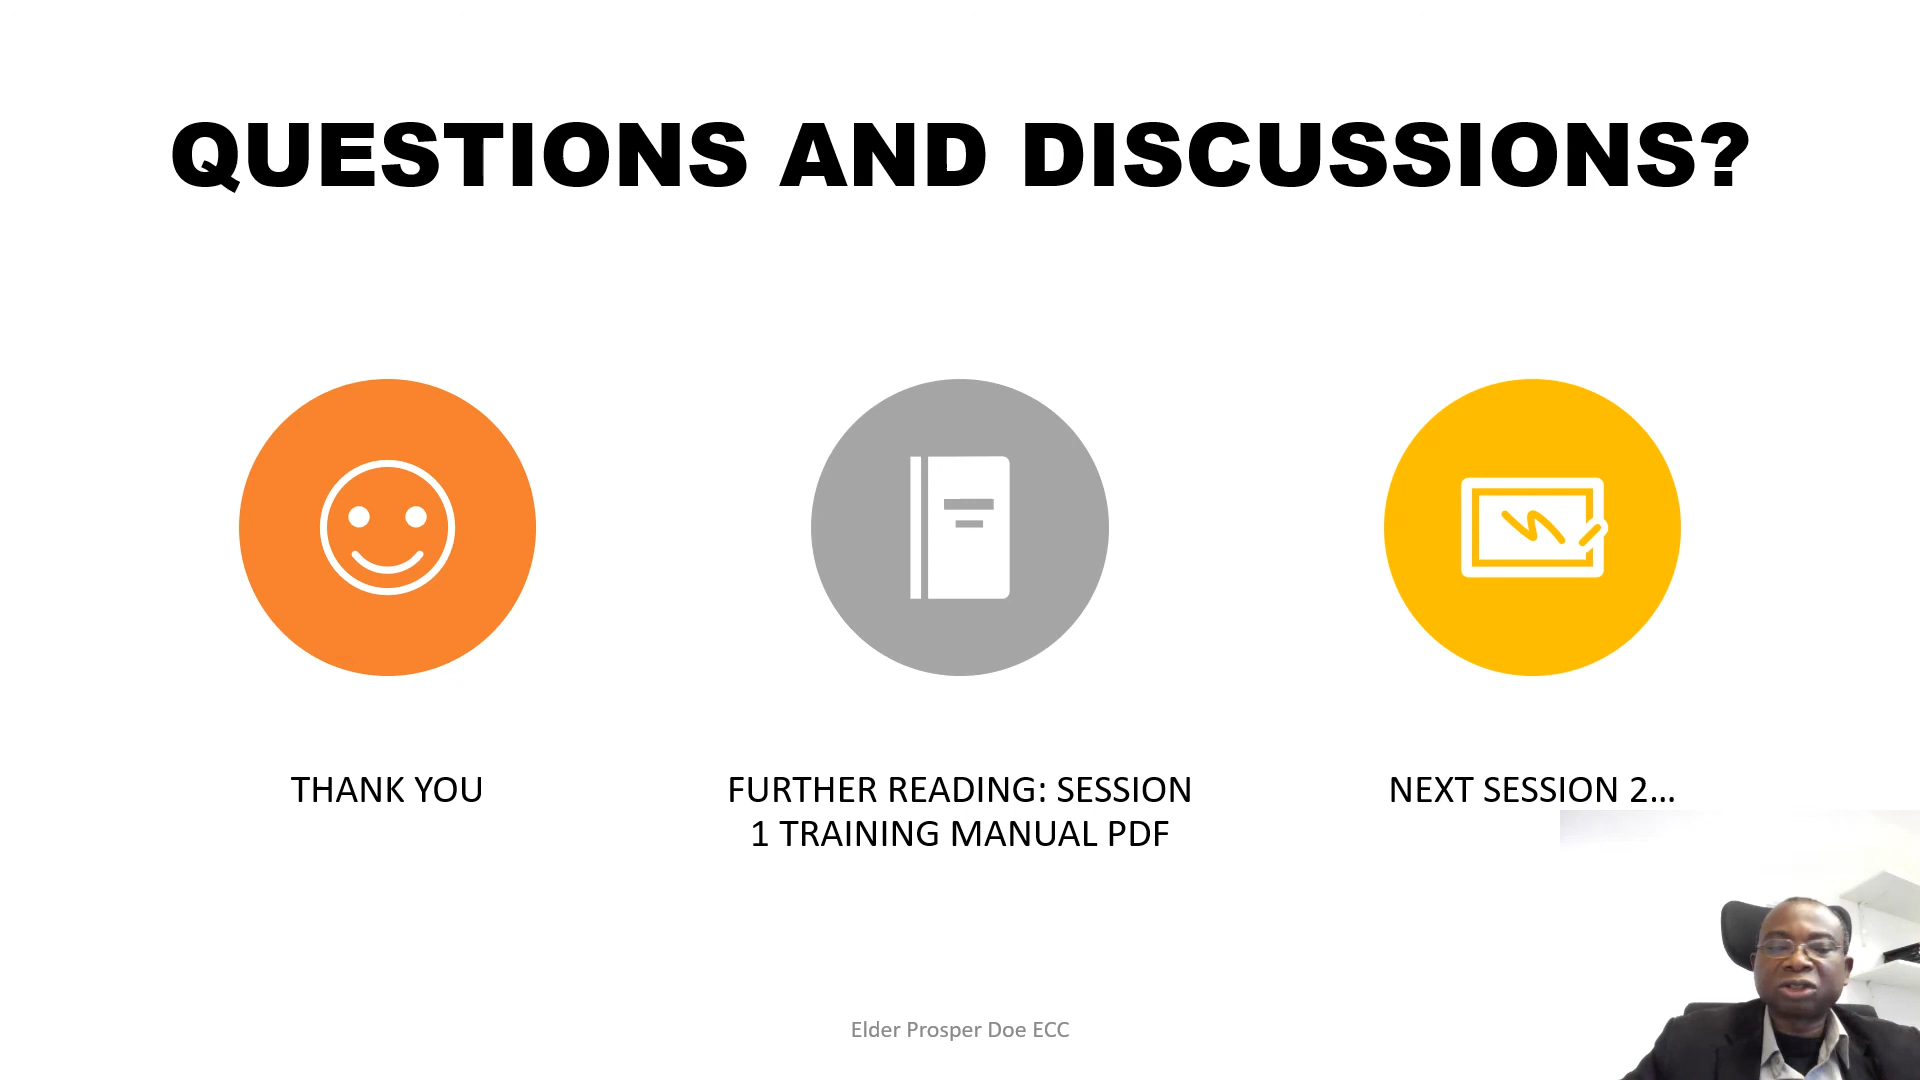 QUESTIONS AND DISCUSSIONS?
THANK YOU
FURTHER READING: SESSION
1 TRAINING MANUAL PDF
NEXT SESSION 2...
Elder Prosper Doe ECC